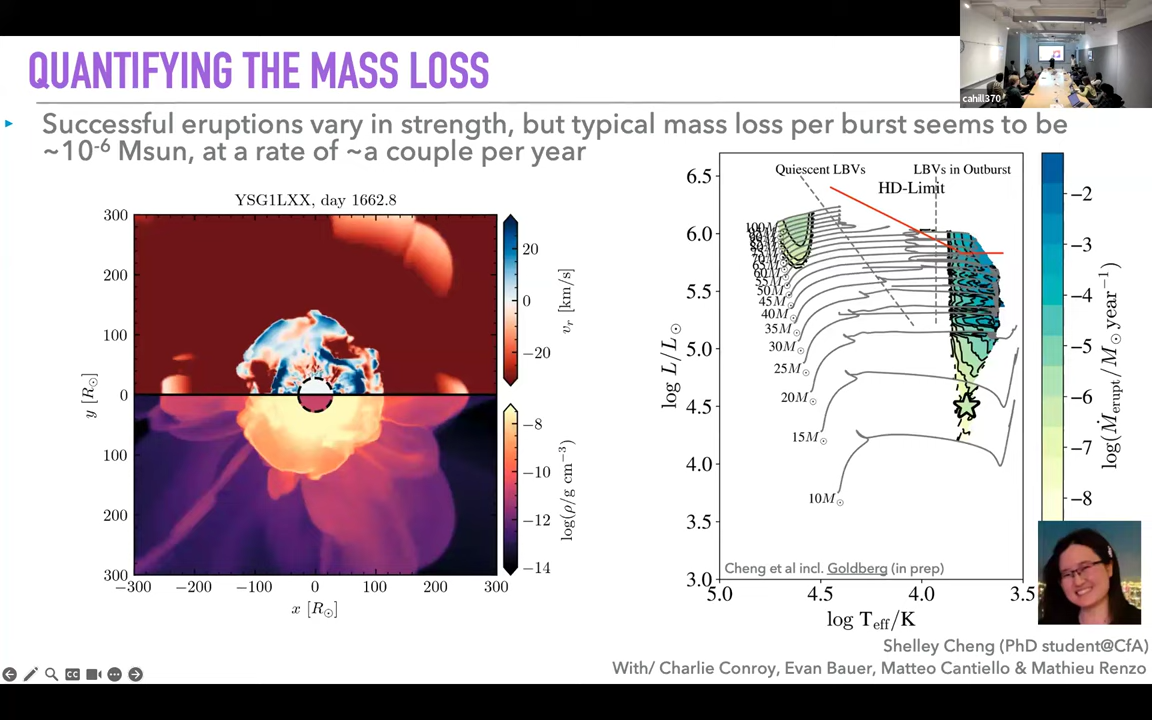 QUANTIFYING THE MASS LOSS
cahill370
Successful eruptions vary in strength, but typical mass loss per burst seems to be
~10⁻⁶ Msun, at a rate of ~a couple per year
YSG1LXX, day 1662.8
300
200
100
0
100
200
300
y [R☉]
−300 −200 −100 0 100 200 300
x [R☉]
20
0
−20
vᵣ [km/s]
−8
−10
−12
−14
log(ρ/g cm⁻³)
Quiescent LBVs
LBVs in Outburst
HD-Limit
6.5
6.0
5.5
5.0
4.5
4.0
3.5
3.0
log L/L☉
60M☉
55M☉
50M☉
45M☉
40M☉
35M☉
30M☉
25M☉
20M☉
15M☉
10M☉
Cheng et al incl. Goldberg (in prep)
5.0 4.5 4.0 3.5
log Teff/K
−2
−3
−4
−5
−6
−7
−8
log(Ṁerupt/M☉ year⁻¹)
Shelley Cheng (PhD student@CfA)
With/ Charlie Conroy, Evan Bauer, Matteo Cantiello & Mathieu Renzo
CC